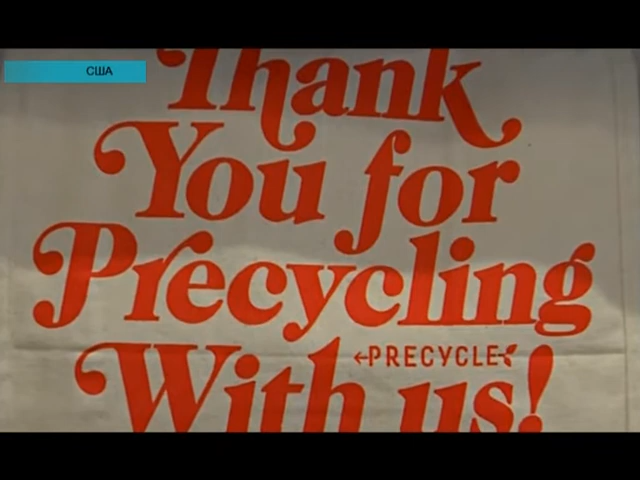 США
Thank
You for
Precycling
PRECYCLE
With us!